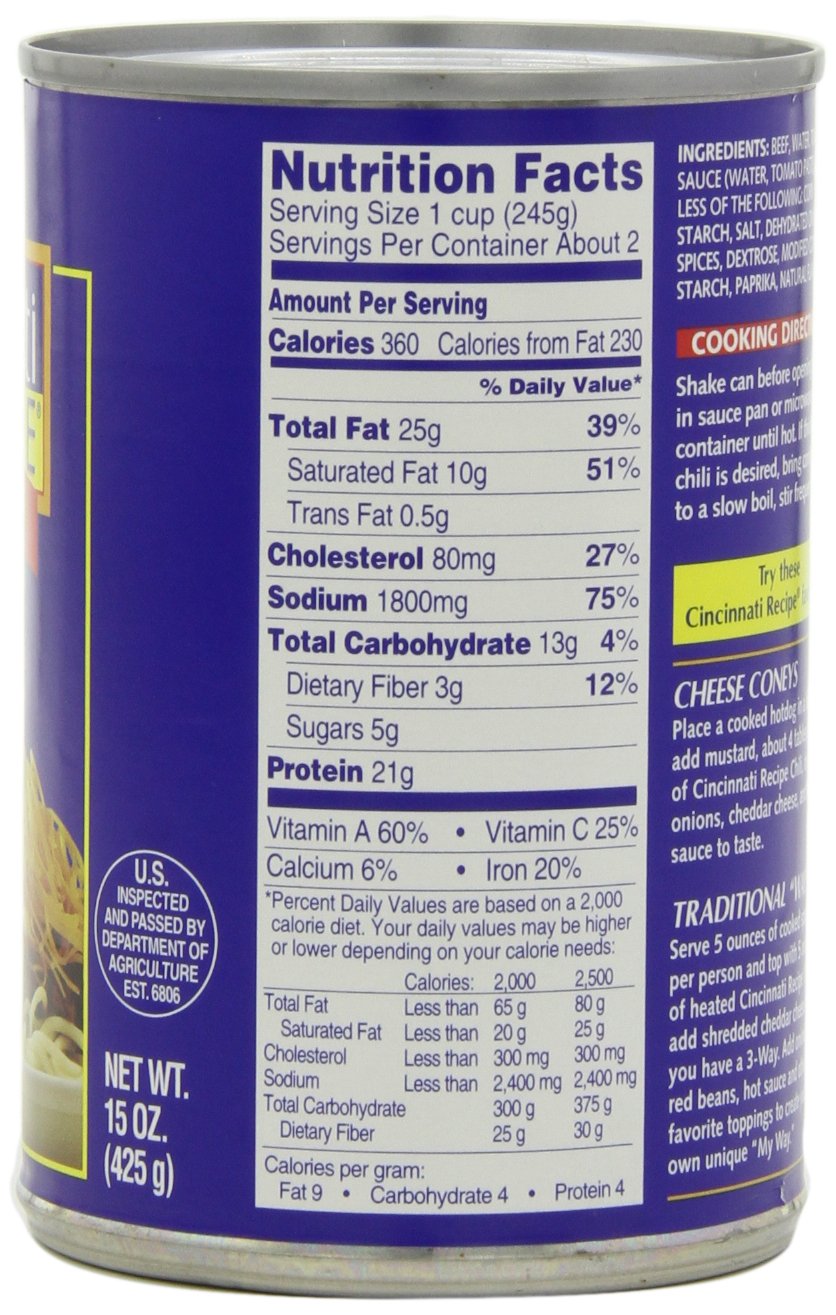 Nutrition Facts
Serving Size 1 cup (245g)
Servings Per Container About 2
Amount Per Serving
Calories 360 Calories from Fat 230
% Daily Value*
Total Fat 25g 39%
Saturated Fat 10g 51%
Trans Fat 0.5g
Cholesterol 80mg 27%
Sodium 1800mg 75%
Total Carbohydrate 13g 4%
Dietary Fiber 3g 12%
Sugars 5g
Protein 21g
Vitamin A 60% • Vitamin C 25%
Calcium 6% • Iron 20%
*Percent Daily Values are based on a 2,000
calorie diet. Your daily values may be higher
or lower depending on your calorie needs:
Calories: 2,000 2,500
Total Fat Less than 65 g 80 g
Saturated Fat Less than 20 g 25 g
Cholesterol Less than 300 mg 300 mg
Sodium Less than 2,400 mg 2,400 mg
Total Carbohydrate 300 g 375 g
Dietary Fiber 25 g 30 g
Calories per gram:
Fat 9 • Carbohydrate 4 • Protein 4
U.S.
INSPECTED
AND PASSED BY
DEPARTMENT OF
AGRICULTURE
EST. 6806
NET WT.
15 OZ.
(425 g)
INGREDIENTS: BEEF, WATER,
SAUCE (WATER, TOMATO
LESS OF THE FOLLOWING:
STARCH, SALT, DEHYDRATED
SPICES, DEXTROSE,
STARCH, PAPRIKA,
COOKING
Shake can before
in sauce pan or
container until hot. If
chili is desired, bring
to a slow boil, stir
Try these
Cincinnati Recipe®
CHEESE CONEYS
Place a cooked hotdog in
add mustard, about 4
of Cincinnati Recipe
onions, cheddar cheese,
sauce to taste.
TRADITIONAL
Serve 5 ounces of cooked
per person and top with
of heated Cincinnati
add shredded cheddar
you have a 3-Way. Add
red beans, hot sauce and
favorite toppings to
own unique "My Way."